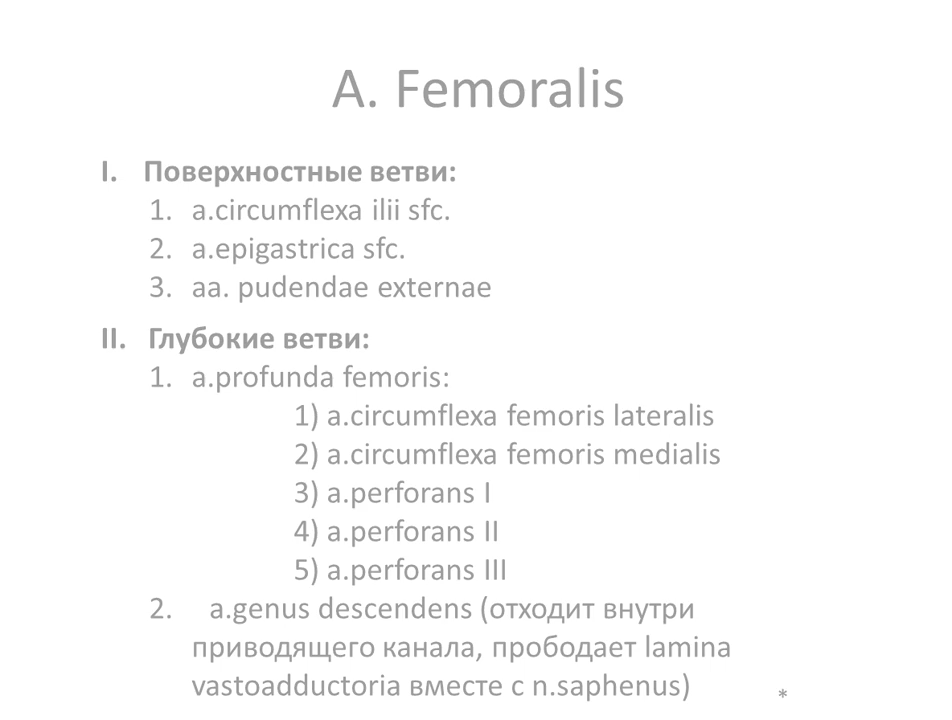 A. Femoralis
I. Поверхностные ветви:
1. a.circumflexa ilii sfc.
2. a.epigastrica sfc.
3. aa. pudendae externae
II. Глубокие ветви:
1. a.profunda femoris:
1) a.circumflexa femoris lateralis
2) a.circumflexa femoris medialis
3) a.perforans I
4) a.perforans II
5) a.perforans III
2. a.genus descendens (отходит внутри
приводящего канала, прободает lamina
vastoadductoria вместе с n.saphenus)
*